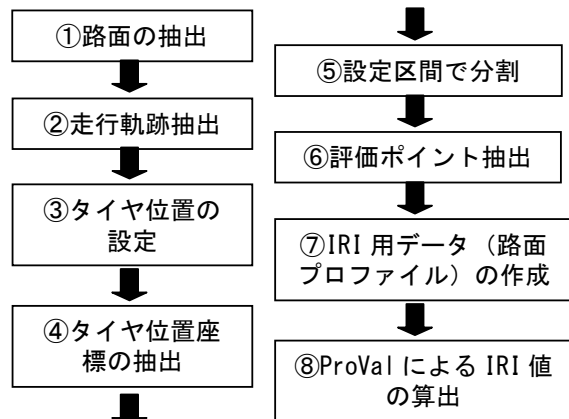 ①路面の抽出
②走行軌跡抽出
③タイヤ位置の
設定
④タイヤ位置座
標の抽出
⑤設定区間で分割
⑥評価ポイント抽出
⑦IRI 用データ（路面
プロファイル）の作成
⑧ProVal による IRI 値
の算出